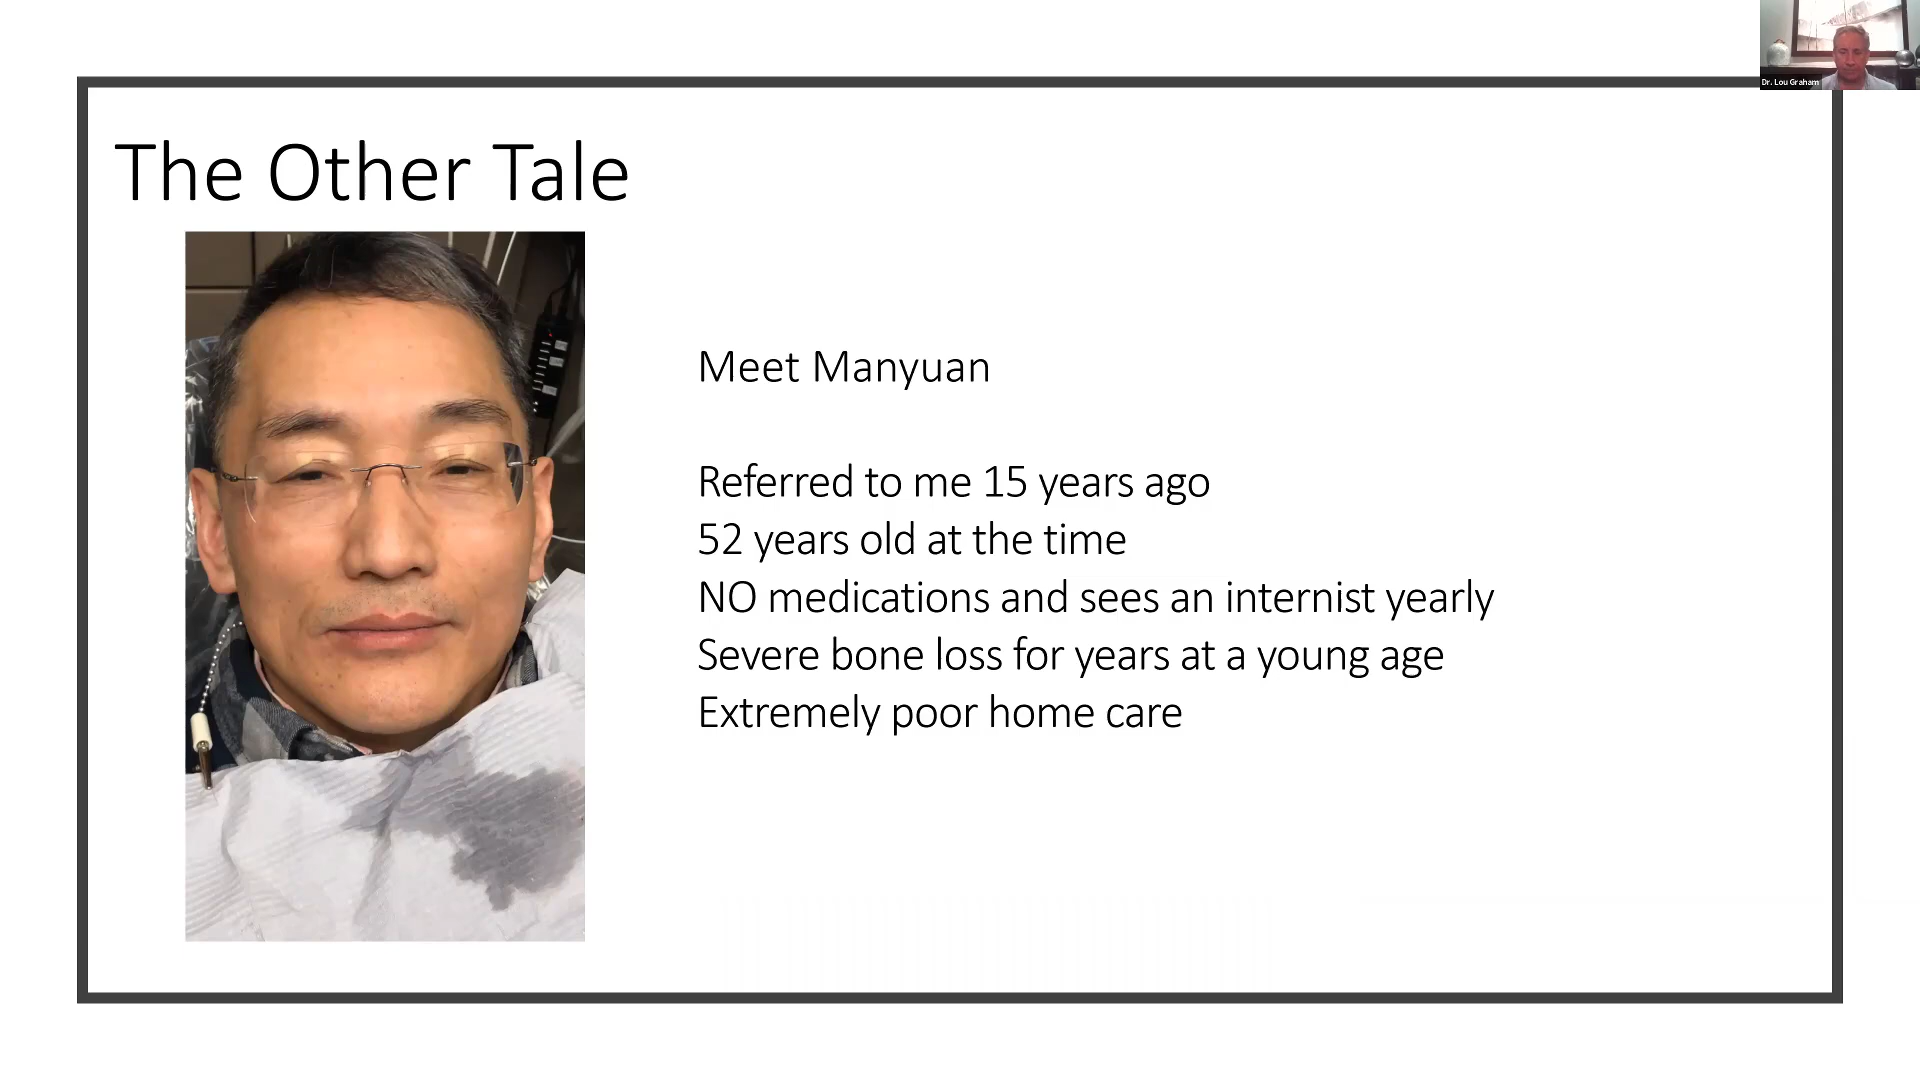 Dr. Lou Graham
The Other Tale
Meet Manyuan
Referred to me 15 years ago
52 years old at the time
NO medications and sees an internist yearly
Severe bone loss for years at a young age
Extremely poor home care